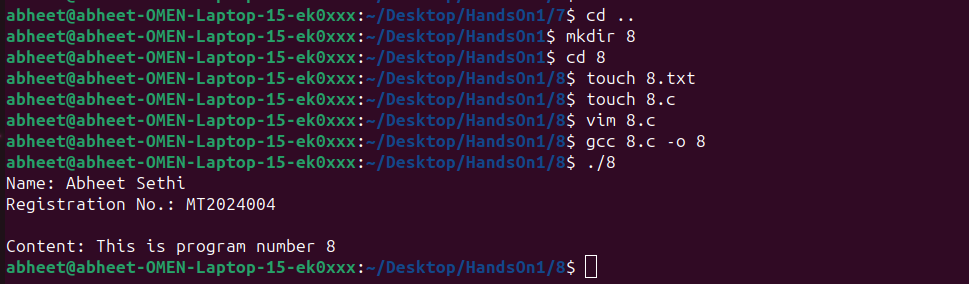 abheet@abheet-OMEN-Laptop-15-ek0xxx:~/Desktop/HandsOn1/7$ cd ..
abheet@abheet-OMEN-Laptop-15-ek0xxx:~/Desktop/HandsOn1$ mkdir 8
abheet@abheet-OMEN-Laptop-15-ek0xxx:~/Desktop/HandsOn1$ cd 8
abheet@abheet-OMEN-Laptop-15-ek0xxx:~/Desktop/HandsOn1/8$ touch 8.txt
abheet@abheet-OMEN-Laptop-15-ek0xxx:~/Desktop/HandsOn1/8$ touch 8.c
abheet@abheet-OMEN-Laptop-15-ek0xxx:~/Desktop/HandsOn1/8$ vim 8.c
abheet@abheet-OMEN-Laptop-15-ek0xxx:~/Desktop/HandsOn1/8$ gcc 8.c -o 8
abheet@abheet-OMEN-Laptop-15-ek0xxx:~/Desktop/HandsOn1/8$ ./8
Name: Abheet Sethi
Registration No.: MT2024004

Content: This is program number 8
abheet@abheet-OMEN-Laptop-15-ek0xxx:~/Desktop/HandsOn1/8$